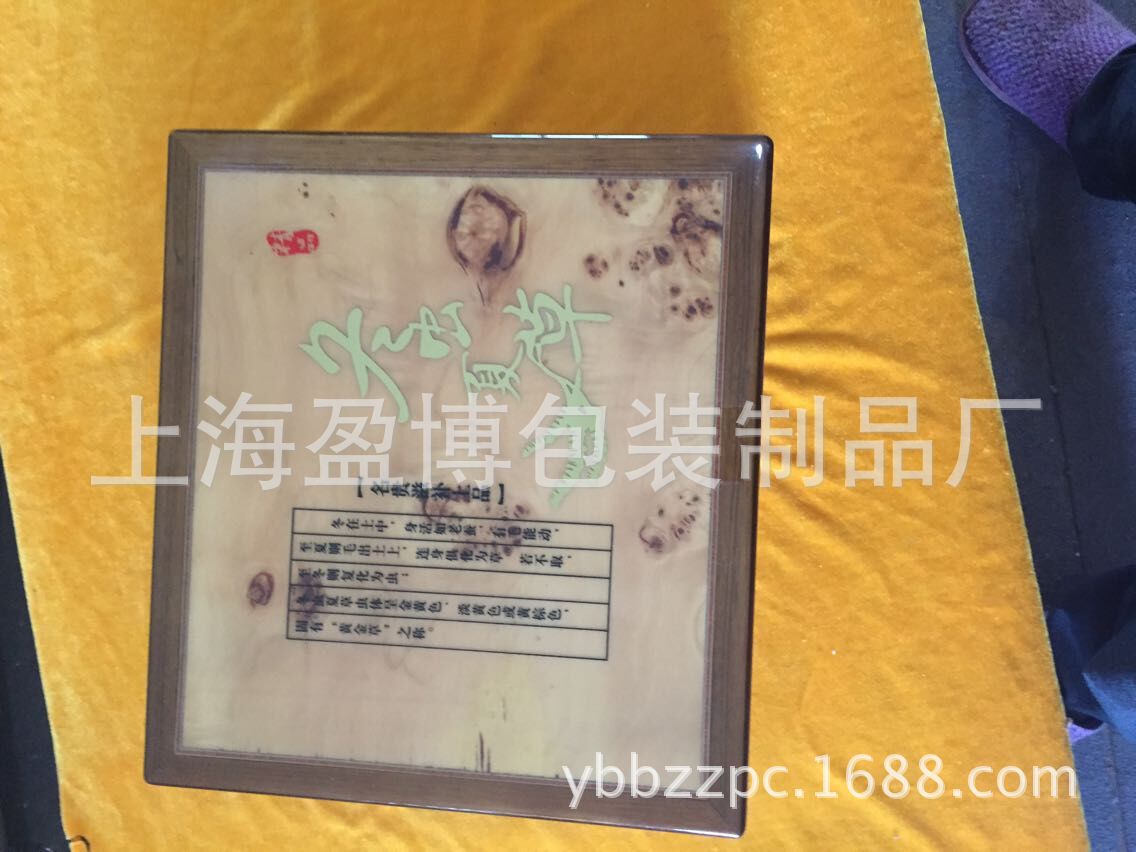 冬虫夏草
【名贵滋补上品】
冬在土中，身活如老蚕，有毛能动，
至夏则毛出土上，连身俱化为草。若不取，
至冬则复化为虫；
冬虫夏草虫体呈金黄色、淡黄色或黄棕色，
固有“黄金草”之称。
上海盈博包装制品厂
ybbzzpc.1688.com